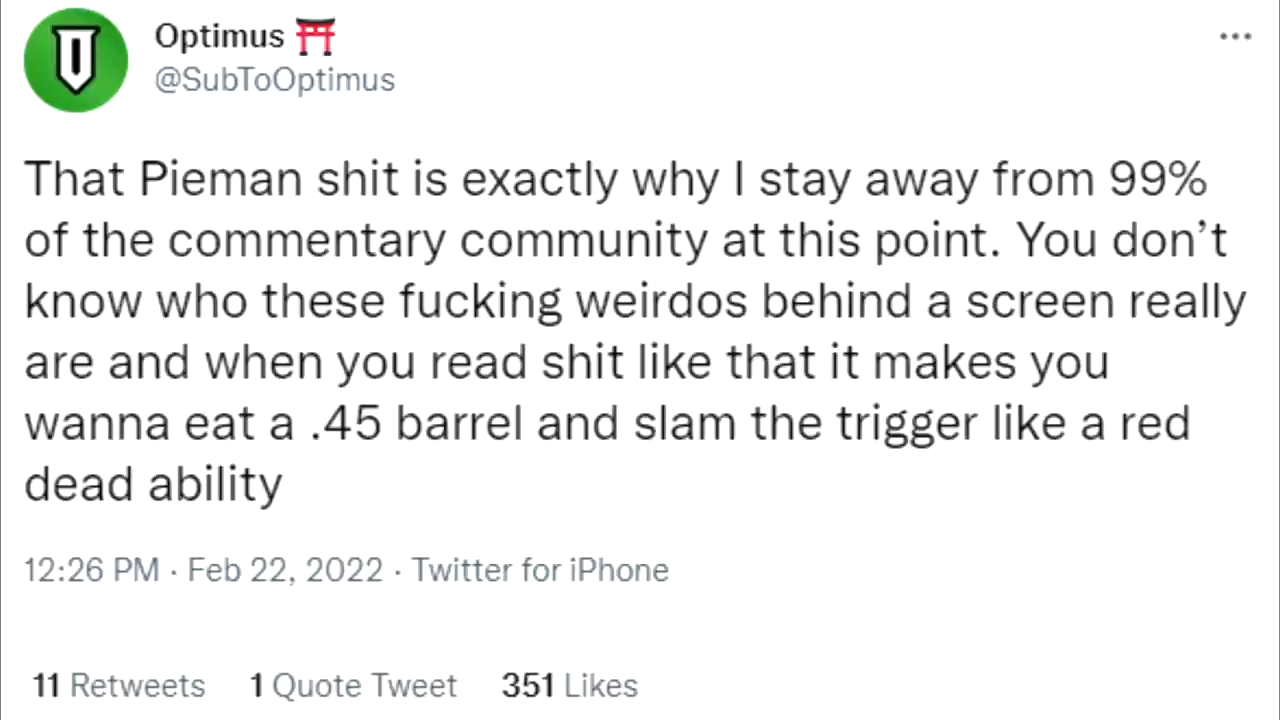 Optimus ⛩️
@SubToOptimus
That Pieman shit is exactly why I stay away from 99%
of the commentary community at this point. You don’t
know who these fucking weirdos behind a screen really
are and when you read shit like that it makes you
wanna eat a .45 barrel and slam the trigger like a red
dead ability
12:26 PM · Feb 22, 2022 · Twitter for iPhone
11 Retweets 1 Quote Tweet 351 Likes